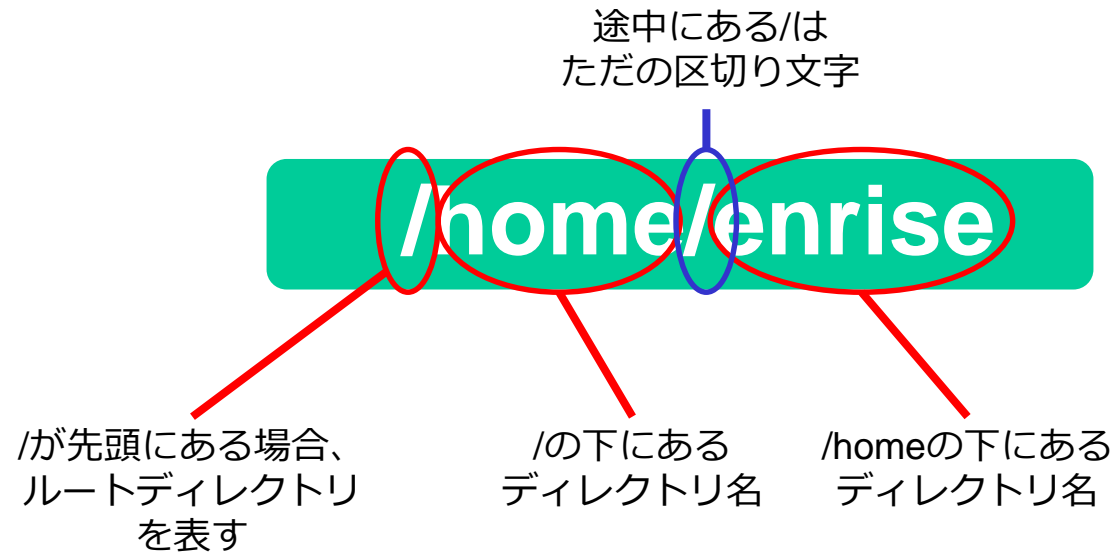 途中にある/は
ただの区切り文字
/home/enrise
/が先頭にある場合、
ルートディレクトリ
を表す
/の下にある
ディレクトリ名
/homeの下にある
ディレクトリ名